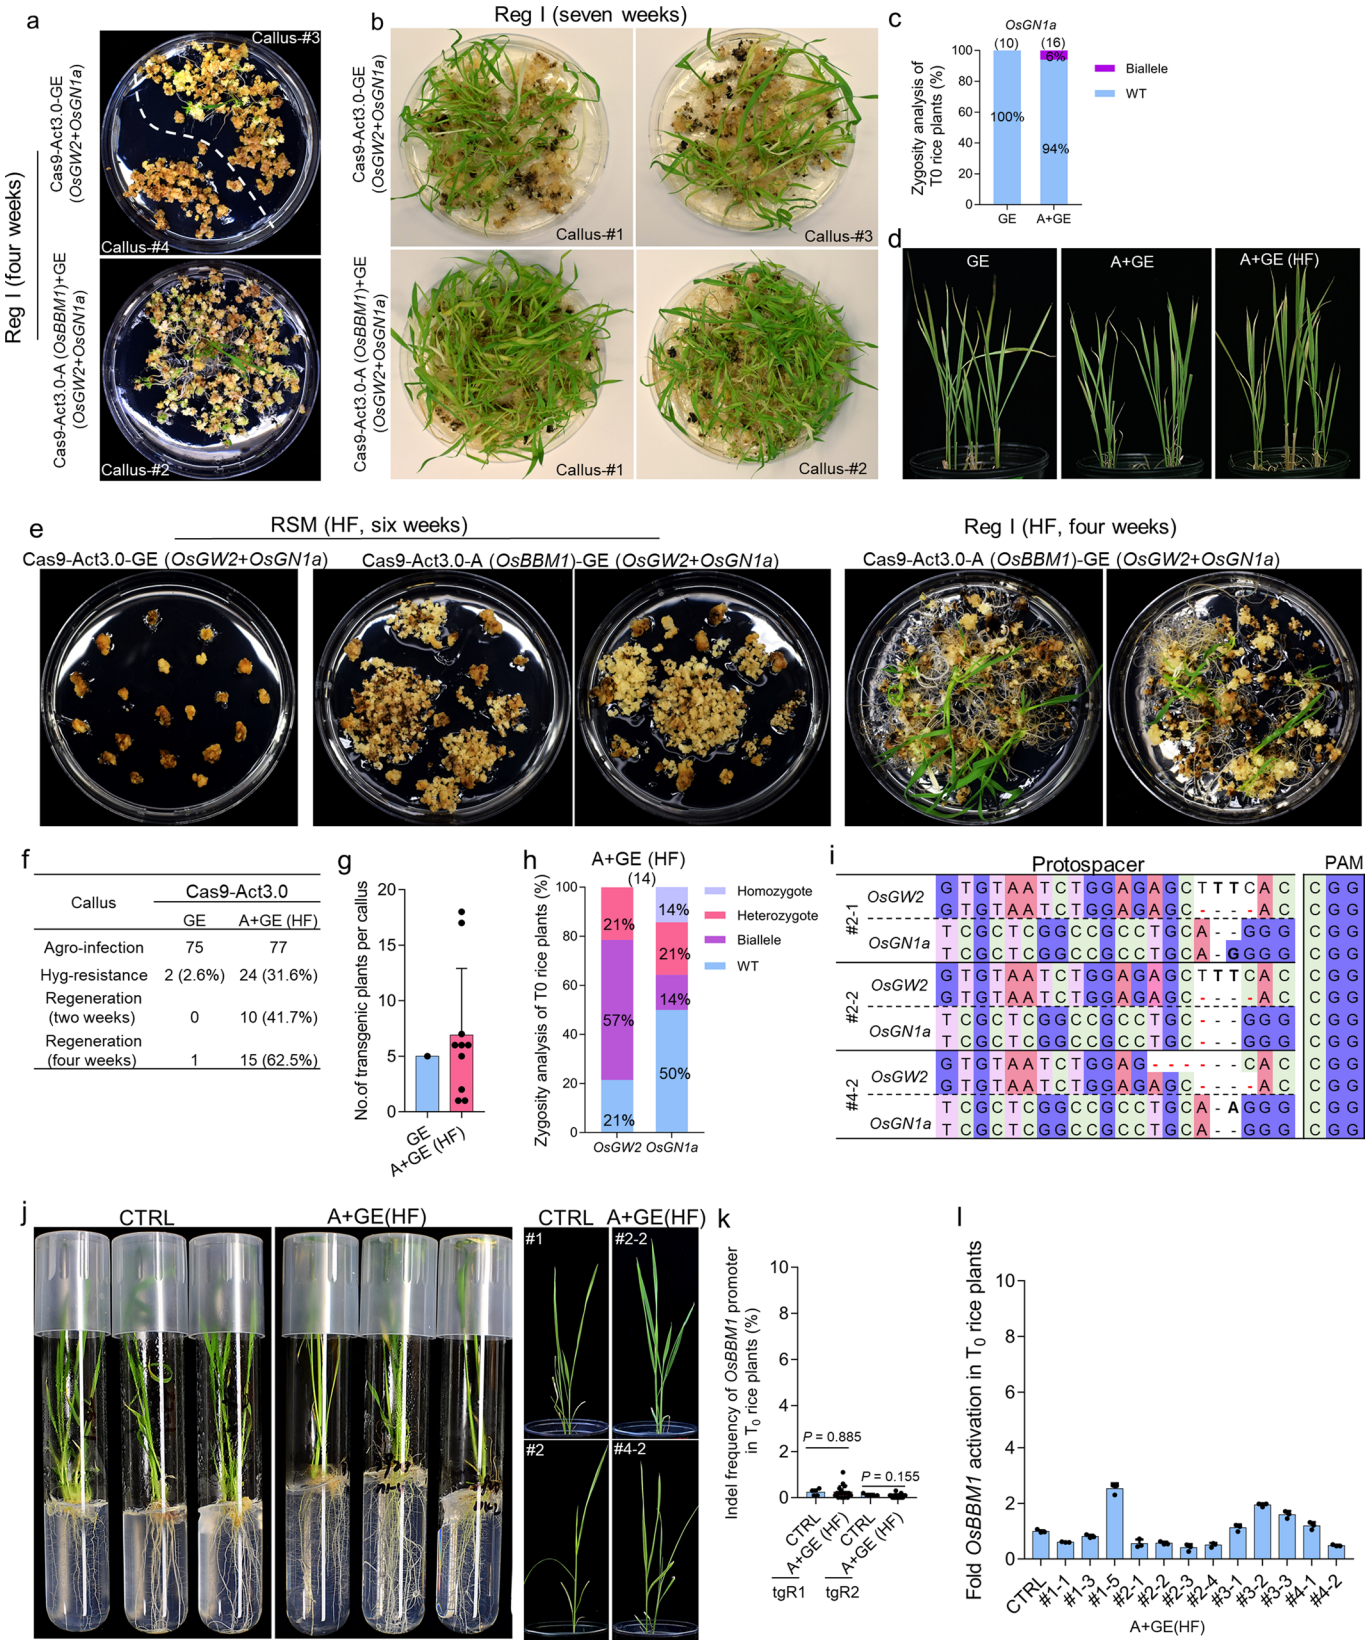 a
Reg I (four weeks)
Cas9-Act3.0-GE
(OsGW2+OsGN1a)
Cas9-Act3.0-A (OsBBM1)+GE
(OsGW2+OsGN1a)
Callus-#3
Callus-#4
Callus-#2
b
Reg I (seven weeks)
Cas9-Act3.0-GE
(OsGW2+OsGN1a)
Cas9-Act3.0-A (OsBBM1)+GE
(OsGW2+OsGN1a)
Callus-#1
Callus-#3
Callus-#1
Callus-#2
c
OsGN1a
(10) (16)
Zygosity analysis of
T0 rice plants (%)
100
80
60
40
20
0
100%
6%
94%
GE A+GE
Biallele
WT
d
GE A+GE A+GE (HF)
e
RSM (HF, six weeks)
Reg I (HF, four weeks)
Cas9-Act3.0-GE (OsGW2+OsGN1a)
Cas9-Act3.0-A (OsBBM1)-GE (OsGW2+OsGN1a)
Cas9-Act3.0-A (OsBBM1)-GE (OsGW2+OsGN1a)
f
Callus Cas9-Act3.0
GE A+GE (HF)
Agro-infection 75 77
Hyg-resistance 2 (2.6%) 24 (31.6%)
Regeneration
(two weeks) 0 10 (41.7%)
Regeneration
(four weeks) 1 15 (62.5%)
g
No.of transgenic plants per callus
20
15
10
5
0
GE
A+GE (HF)
h
A+GE (HF)
(14)
Zygosity analysis of T0 rice plants (%)
100
80
60
40
20
0
21%
57%
21%
14%
21%
14%
50%
OsGW2 OsGN1a
Homozygote
Heterozygote
Biallele
WT
i
Protospacer PAM
#2-1
OsGW2
G T G T A A T C T G G A G A G C T T T C A C C G G
G T G T A A T C T G G A G A G C - - - - A C C G G
OsGN1a
T C G C T C G G C C G C C T G C A - - G G G C G G
T C G C T C G G C C G C C T G C A - G G G G C G G
#2-2
OsGW2
G T G T A A T C T G G A G A G C T T T C A C C G G
G T G T A A T C T G G A G A G C - - - - A C C G G
OsGN1a
T C G C T C G G C C G C C T G C - - - G G G C G G
T C G C T C G G C C G C C T G C - - - G G G C G G
#4-2
OsGW2
G T G T A A T C T G G A G - - - - - - C A C C G G
G T G T A A T C T G G A G A G C - - - - A C C G G
OsGN1a
T C G C T C G G C C G C C T G C A - A G G G C G G
T C G C T C G G C C G C C T G C A - - G G G C G G
j
CTRL A+GE(HF)
CTRL A+GE(HF)
#1
#2-2
#2
#4-2
k
Indel frequency of OsBBM1 promoter
in T0 rice plants (%)
10
8
6
4
2
0
P = 0.885
P = 0.155
CTRL
A+GE (HF)
CTRL
A+GE (HF)
tgR1 tgR2
l
Fold OsBBM1 activation in T0 rice plants
10
8
6
4
2
0
CTRL
#1-1
#1-3
#1-5
#2-1
#2-2
#2-3
#2-4
#3-1
#3-2
#3-3
#4-1
#4-2
A+GE(HF)